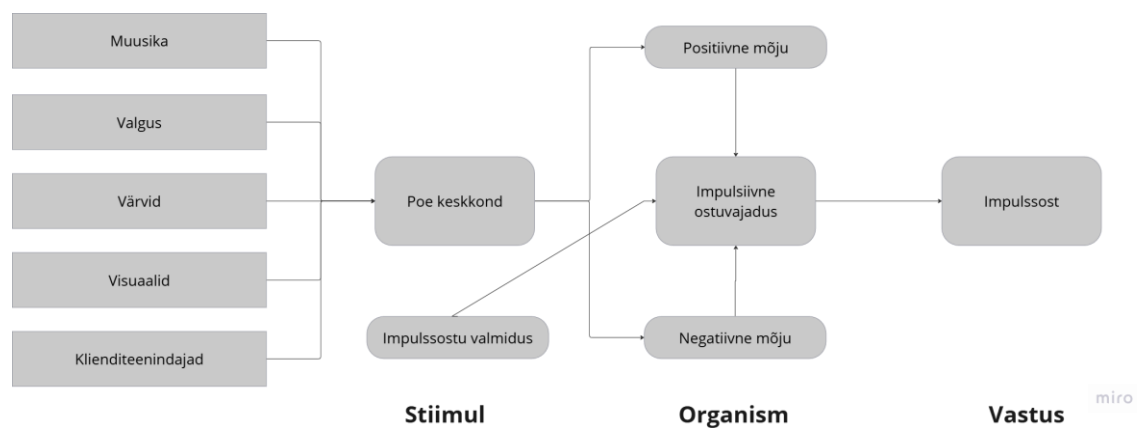 Muusika
Valgus
Värvid
Visuaalid
Klienditeenindajad
Poe keskkond
Impulssostu valmidus
Positiivne mõju
Impulsiivne
ostuvajadus
Negatiivne mõju
Impulssost
Stiimul
Organism
Vastus
miro